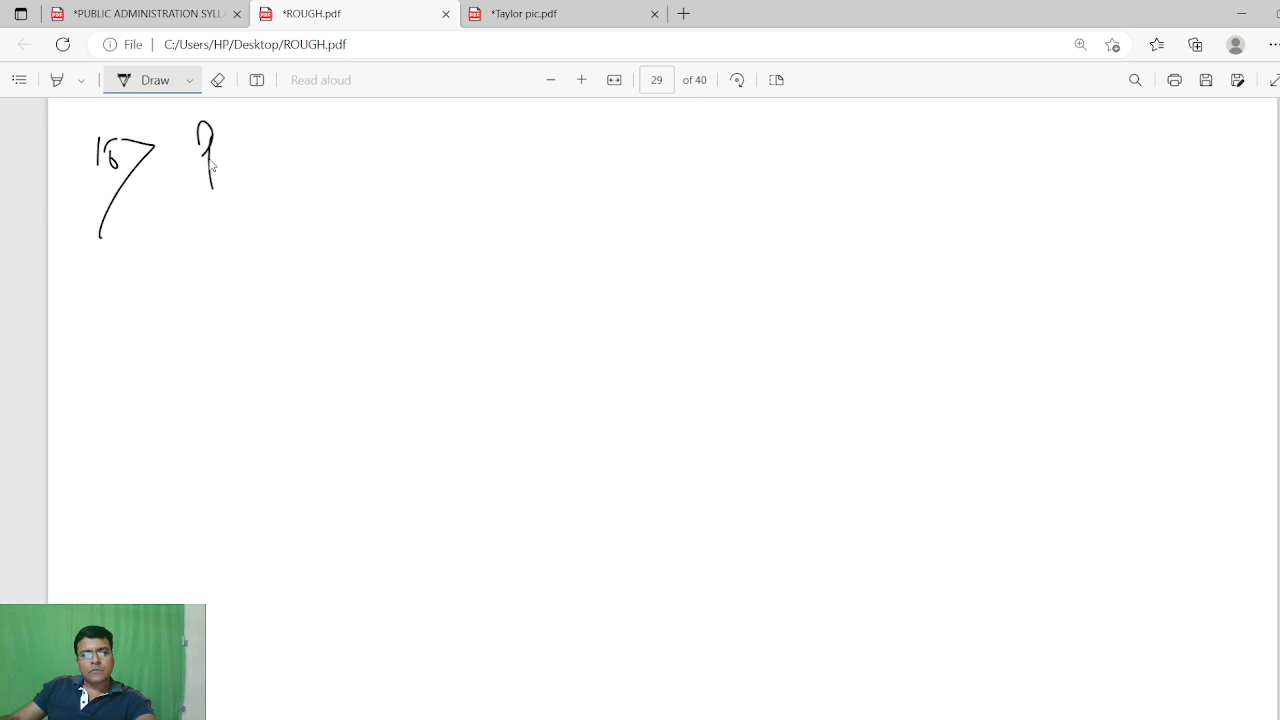 *PUBLIC ADMINISTRATION SYLL
*ROUGH.pdf
*Taylor pic.pdf
File
C:/Users/HP/Desktop/ROUGH.pdf
Draw
Read aloud
29 of 40